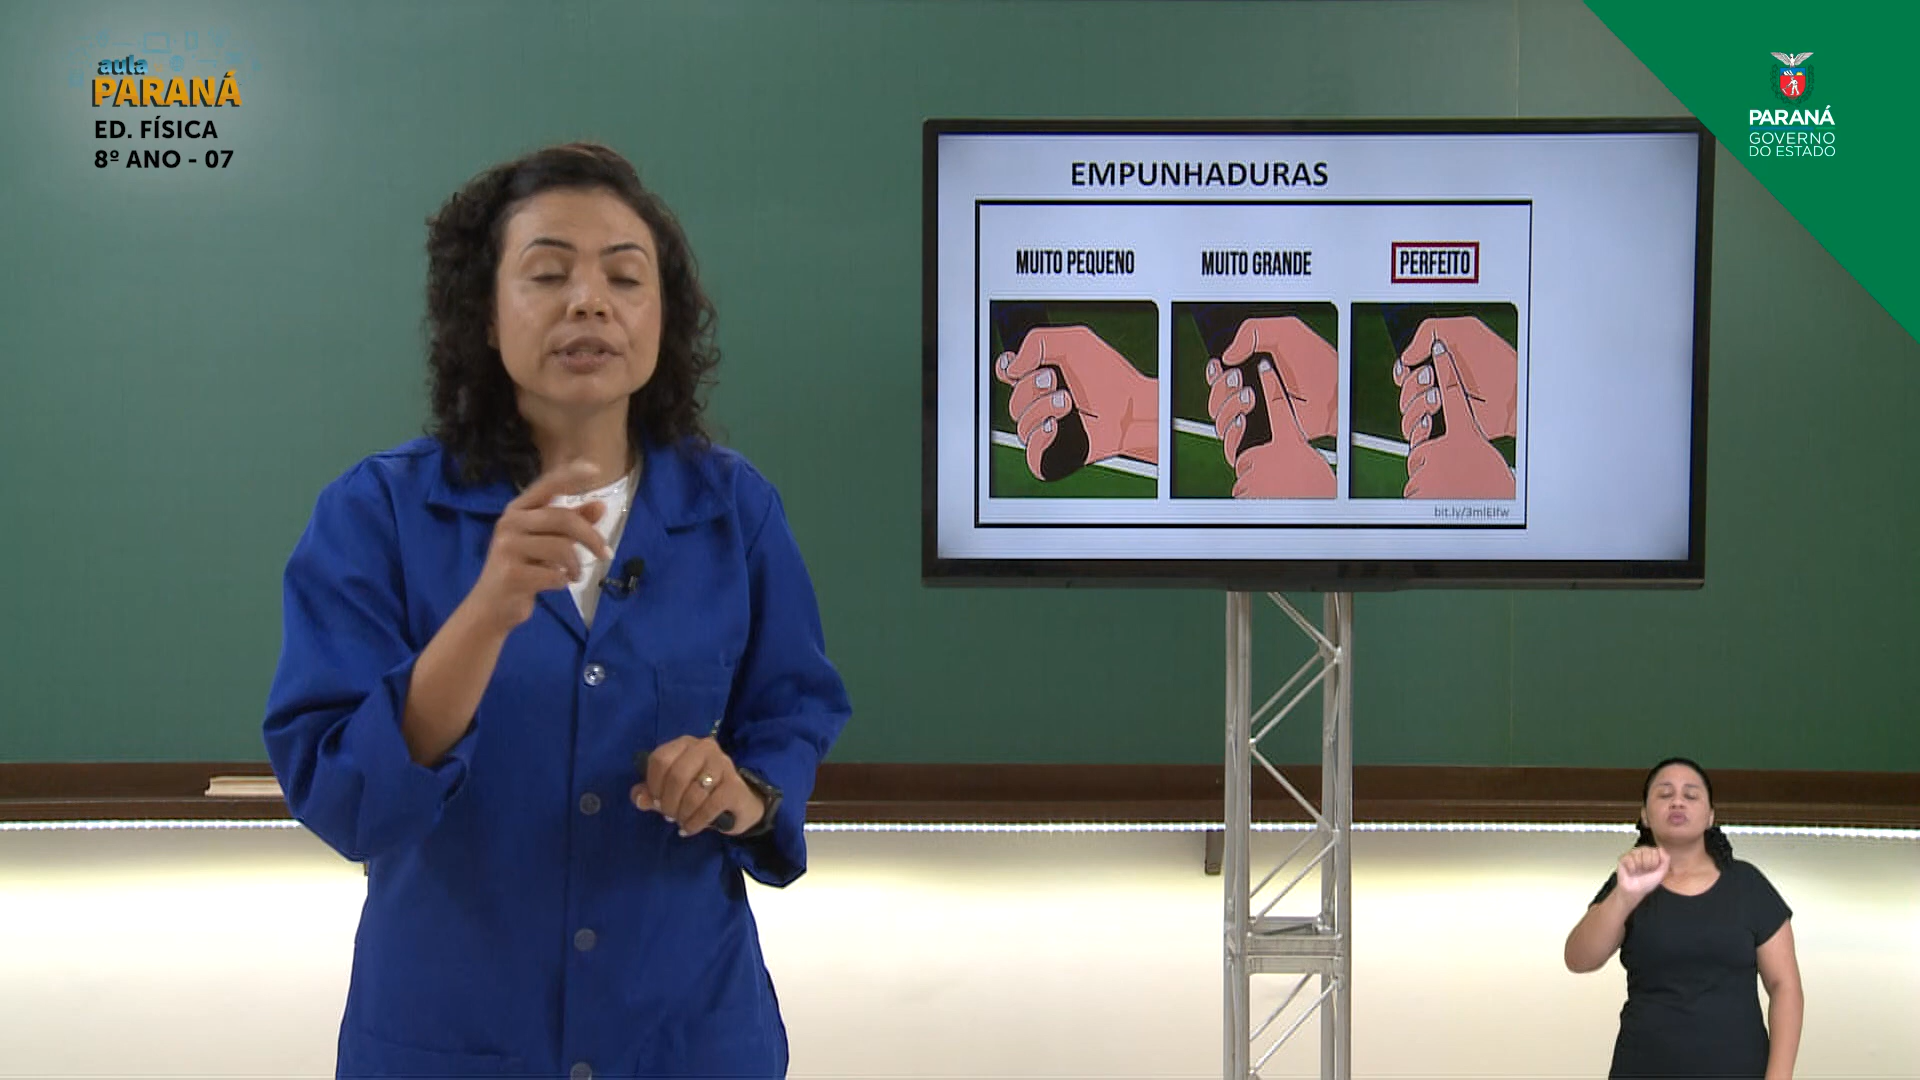 aula
PARANÁ
ED. FÍSICA
8º ANO - 07
EMPUNHADURAS
MUITO PEQUENO
MUITO GRANDE
PERFEITO
bit.ly/3mlEIfw
PARANÁ
GOVERNO
DO ESTADO